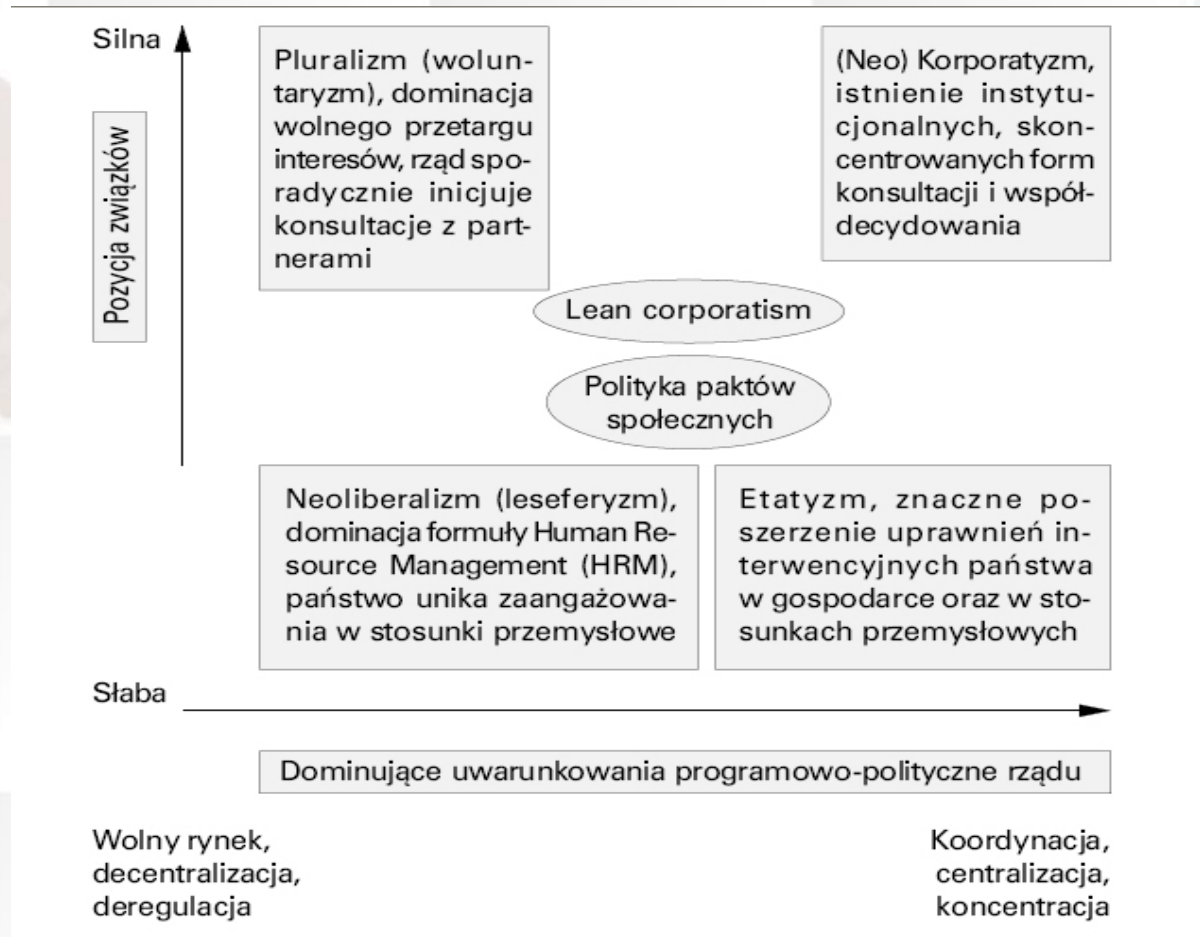 Silna
Pozycja związków
Pluralizm (wolun-
taryzm), dominacja
wolnego przetargu
interesów, rząd spo-
radycznie inicjuje
konsultacje z part-
nerami
(Neo) Korporatyzm,
istnienie instytu-
cjonalnych, skon-
centrowanych form
konsultacji i współ-
decydowania
Lean corporatism
Polityka paktów
społecznych
Neoliberalizm (leseferyzm),
dominacja formuły Human Re-
source Management (HRM),
państwo unika zaangażowa-
nia w stosunki przemysłowe
Etatyzm, znaczne po-
szerzenie uprawnień in-
terwencyjnych państwa
w gospodarce oraz w sto-
sunkach przemysłowych
Słaba
Dominujące uwarunkowania programowo-polityczne rządu
Wolny rynek,
decentralizacja,
deregulacja
Koordynacja,
centralizacja,
koncentracja